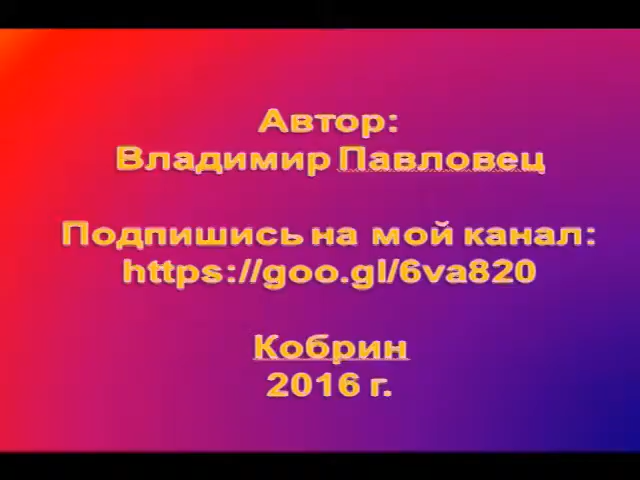 Автор:
Владимир Павловец
Подпишись на мой канал:
https://goo.gl/6va820
Кобрин
2016 г.